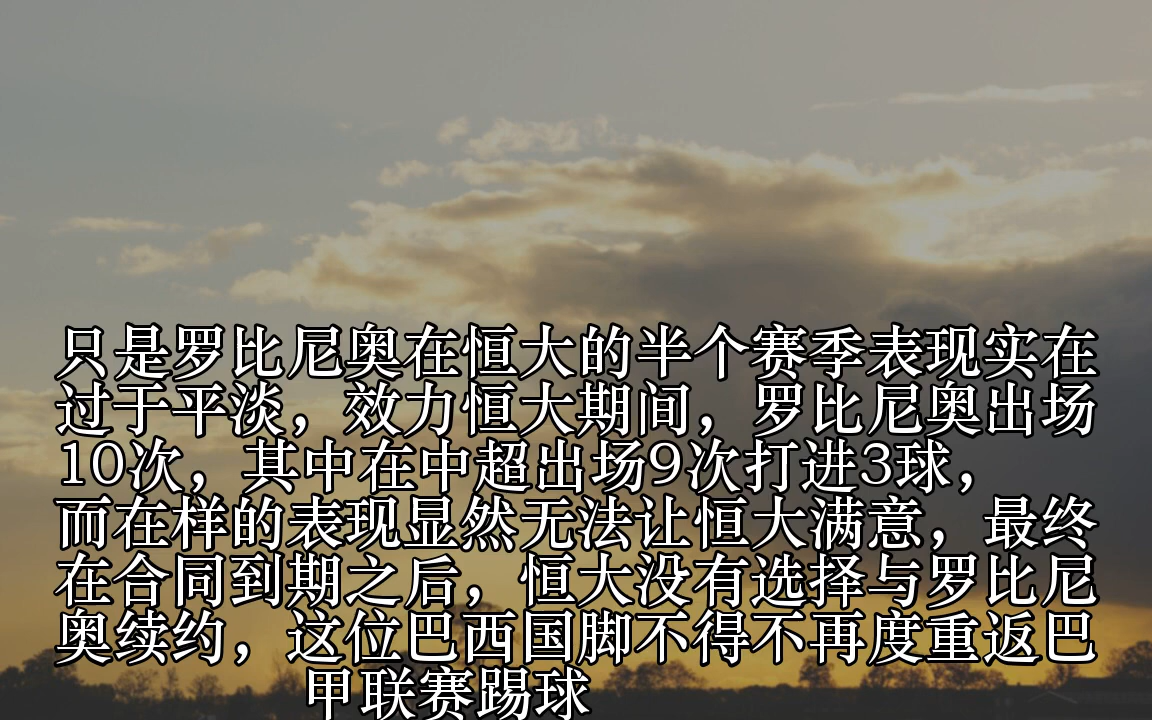 只是罗比尼奥在恒大的半个赛季表现实在
过于平淡，效力恒大期间，罗比尼奥出场
10次，其中在中超出场9次打进3球，
而在样的表现显然无法让恒大满意，最终
在合同到期之后，恒大没有选择与罗比尼
奥续约，这位巴西国脚不得不再度重返巴
甲联赛踢球